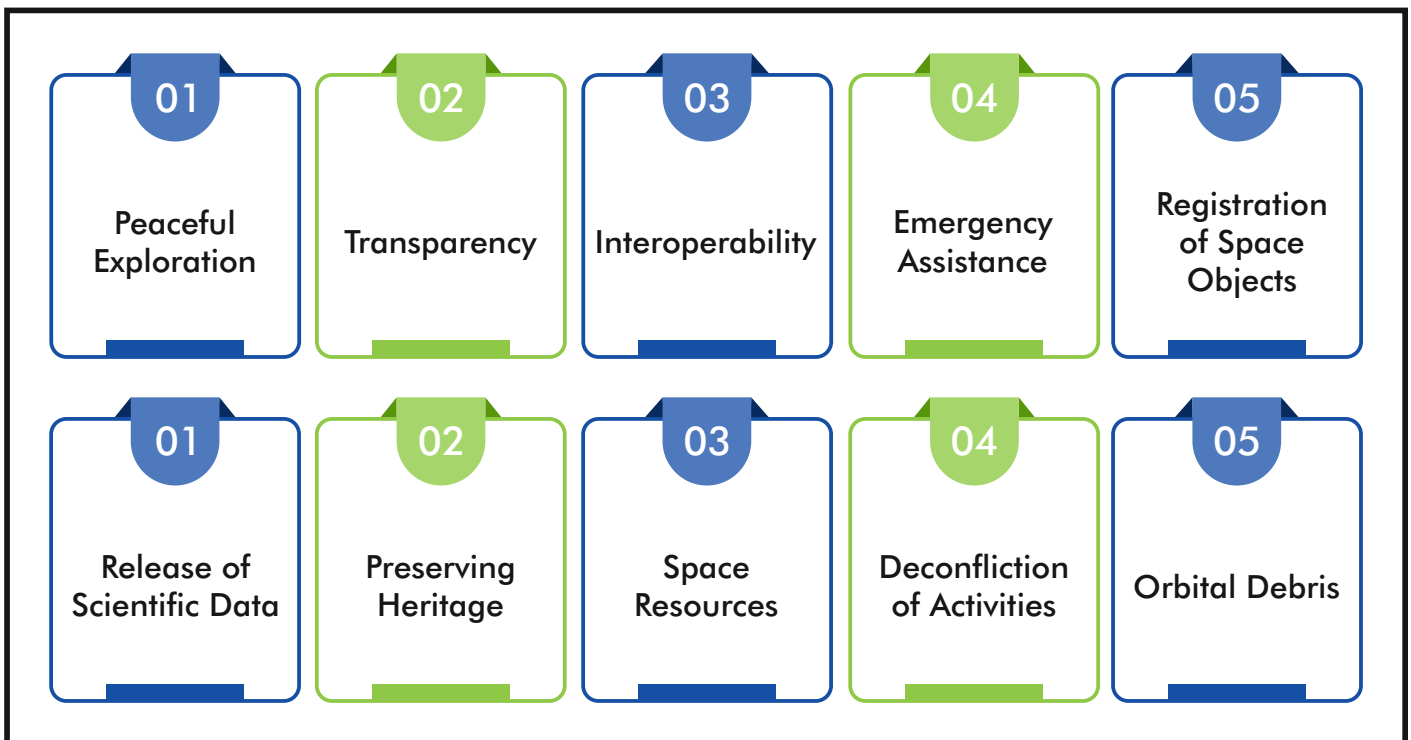 01
02
03
04
05
Peaceful
Exploration
Transparency
Interoperability
Emergency
Assistance
Registration
of Space
Objects
01
02
03
04
05
Release of
Scientific Data
Preserving
Heritage
Space
Resources
Deconfliction
of Activities
Orbital Debris